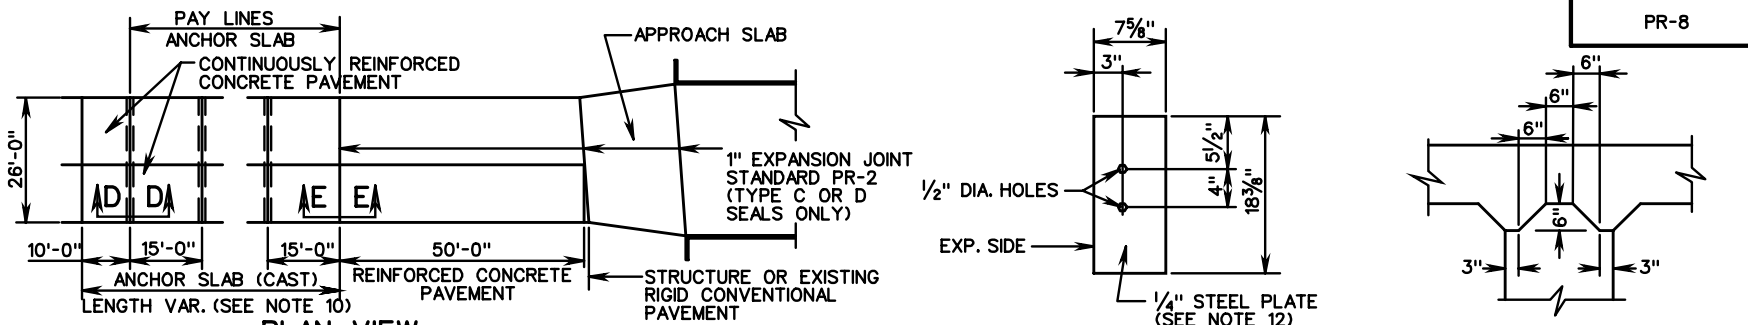 PAY LINES
ANCHOR SLAB
CONTINUOUSLY REINFORCED
CONCRETE PAVEMENT
APPROACH SLAB
26'-0"
D D
E E
1" EXPANSION JOINT
STANDARD PR-2
(TYPE C OR D
SEALS ONLY)
10'-0"
15'-0"
15'-0"
50'-0"
ANCHOR SLAB (CAST)
LENGTH VAR. (SEE NOTE 10)
REINFORCED CONCRETE
PAVEMENT
STRUCTURE OR EXISTING
RIGID CONVENTIONAL
PAVEMENT
PLAN VIEW
7⅝"
3"
5½"
4"
18⅜"
½" DIA. HOLES
EXP. SIDE
¼" STEEL PLATE
(SEE NOTE 12)
PR-8
6"
6"
6"
6"
3"
3"